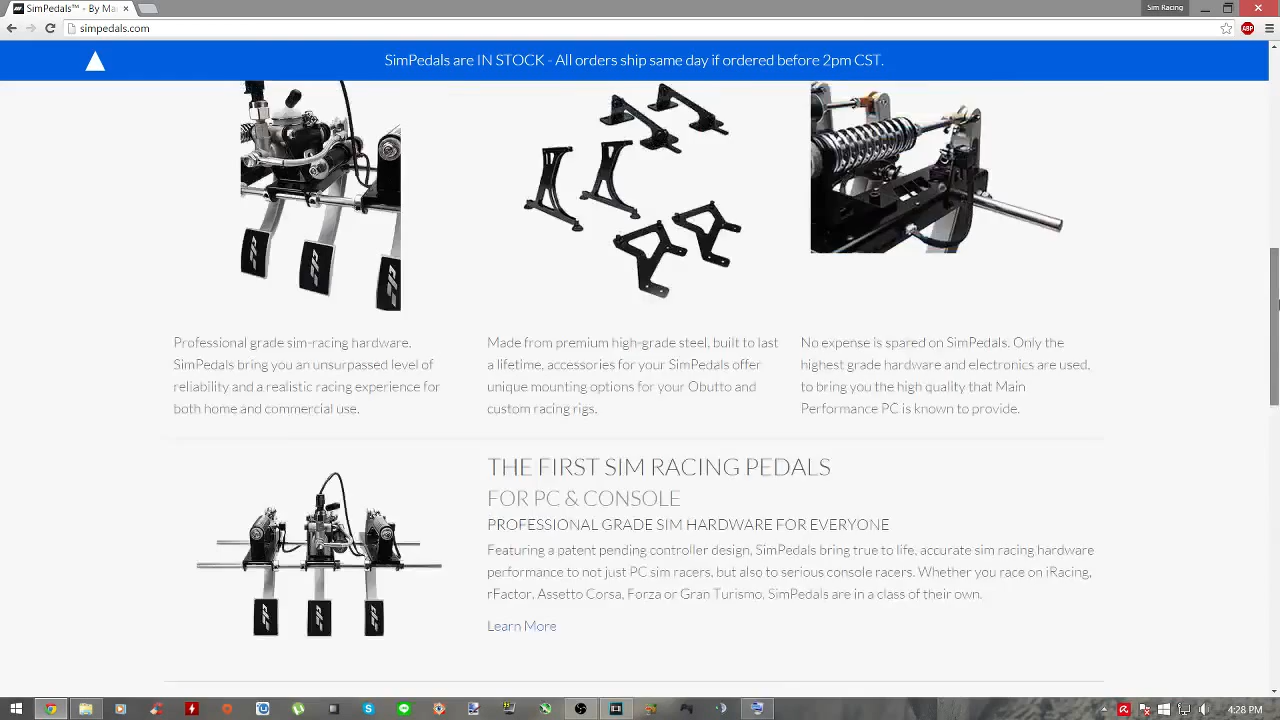 SimPedals™ - By Ma
Sim Racing
simpedals.com
ABP
SimPedals are IN STOCK - All orders ship same day if ordered before 2pm CST.
Professional grade sim-racing hardware.
SimPedals bring you an unsurpassed level of
reliability and a realistic racing experience for
both home and commercial use.
Made from premium high-grade steel, built to last
a lifetime, accessories for your SimPedals offer
unique mounting options for your Obutto and
custom racing rigs.
No expense is spared on SimPedals. Only the
highest grade hardware and electronics are used,
to bring you the high quality that Main
Performance PC is known to provide.
THE FIRST SIM RACING PEDALS
FOR PC & CONSOLE
PROFESSIONAL GRADE SIM HARDWARE FOR EVERYONE
Featuring a patent pending controller design, SimPedals bring true to life, accurate sim racing hardware
performance to not just PC sim racers, but also to serious console racers. Whether you race on iRacing,
rFactor, Assetto Corsa, Forza or Gran Turismo, SimPedals are in a class of their own.
Learn More
4:28 PM